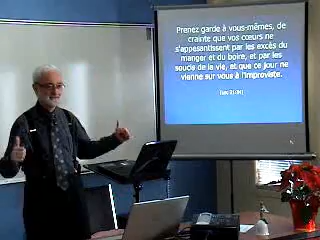 Prenez garde à vous-mêmes, de
crainte que vos cœurs ne
s'appesantissent par les excès du
manger et du boire, et par les
soucis de la vie, et que ce jour ne
vienne sur vous à l'improviste.